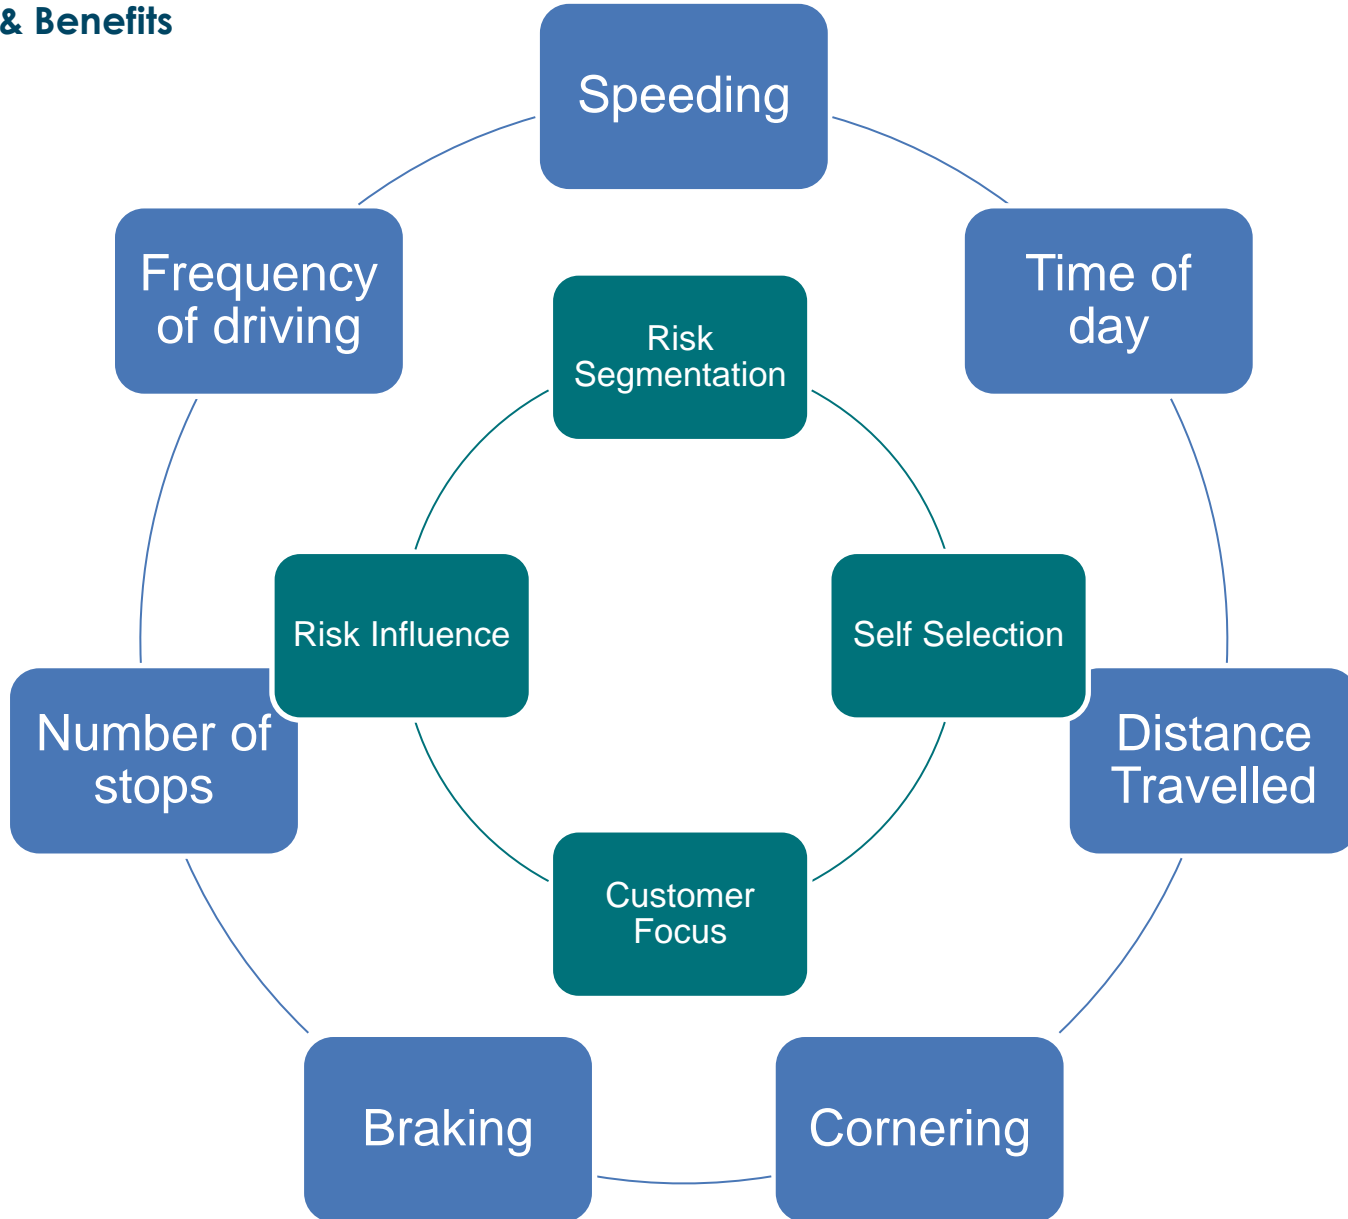 & Benefits
Speeding
Frequency
of driving
Time of
day
Risk
Segmentation
Risk Influence
Self Selection
Number of
stops
Distance
Travelled
Customer
Focus
Braking
Cornering